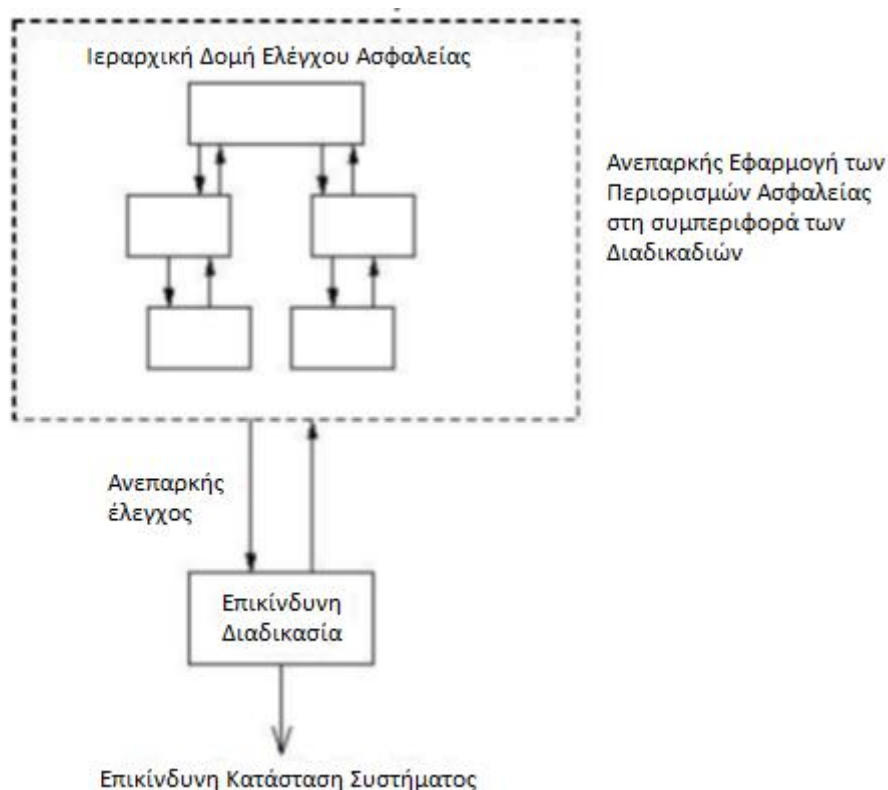 Ιεραρχική Δομή Ελέγχου Ασφαλείας
Ανεπαρκής Εφαρμογή των
Περιορισμών Ασφαλείας
στη συμπεριφορά των
Διαδικαδιών
Ανεπαρκής
έλεγχος
Επικίνδυνη
Διαδικασία
Επικίνδυνη Κατάσταση Συστήματος